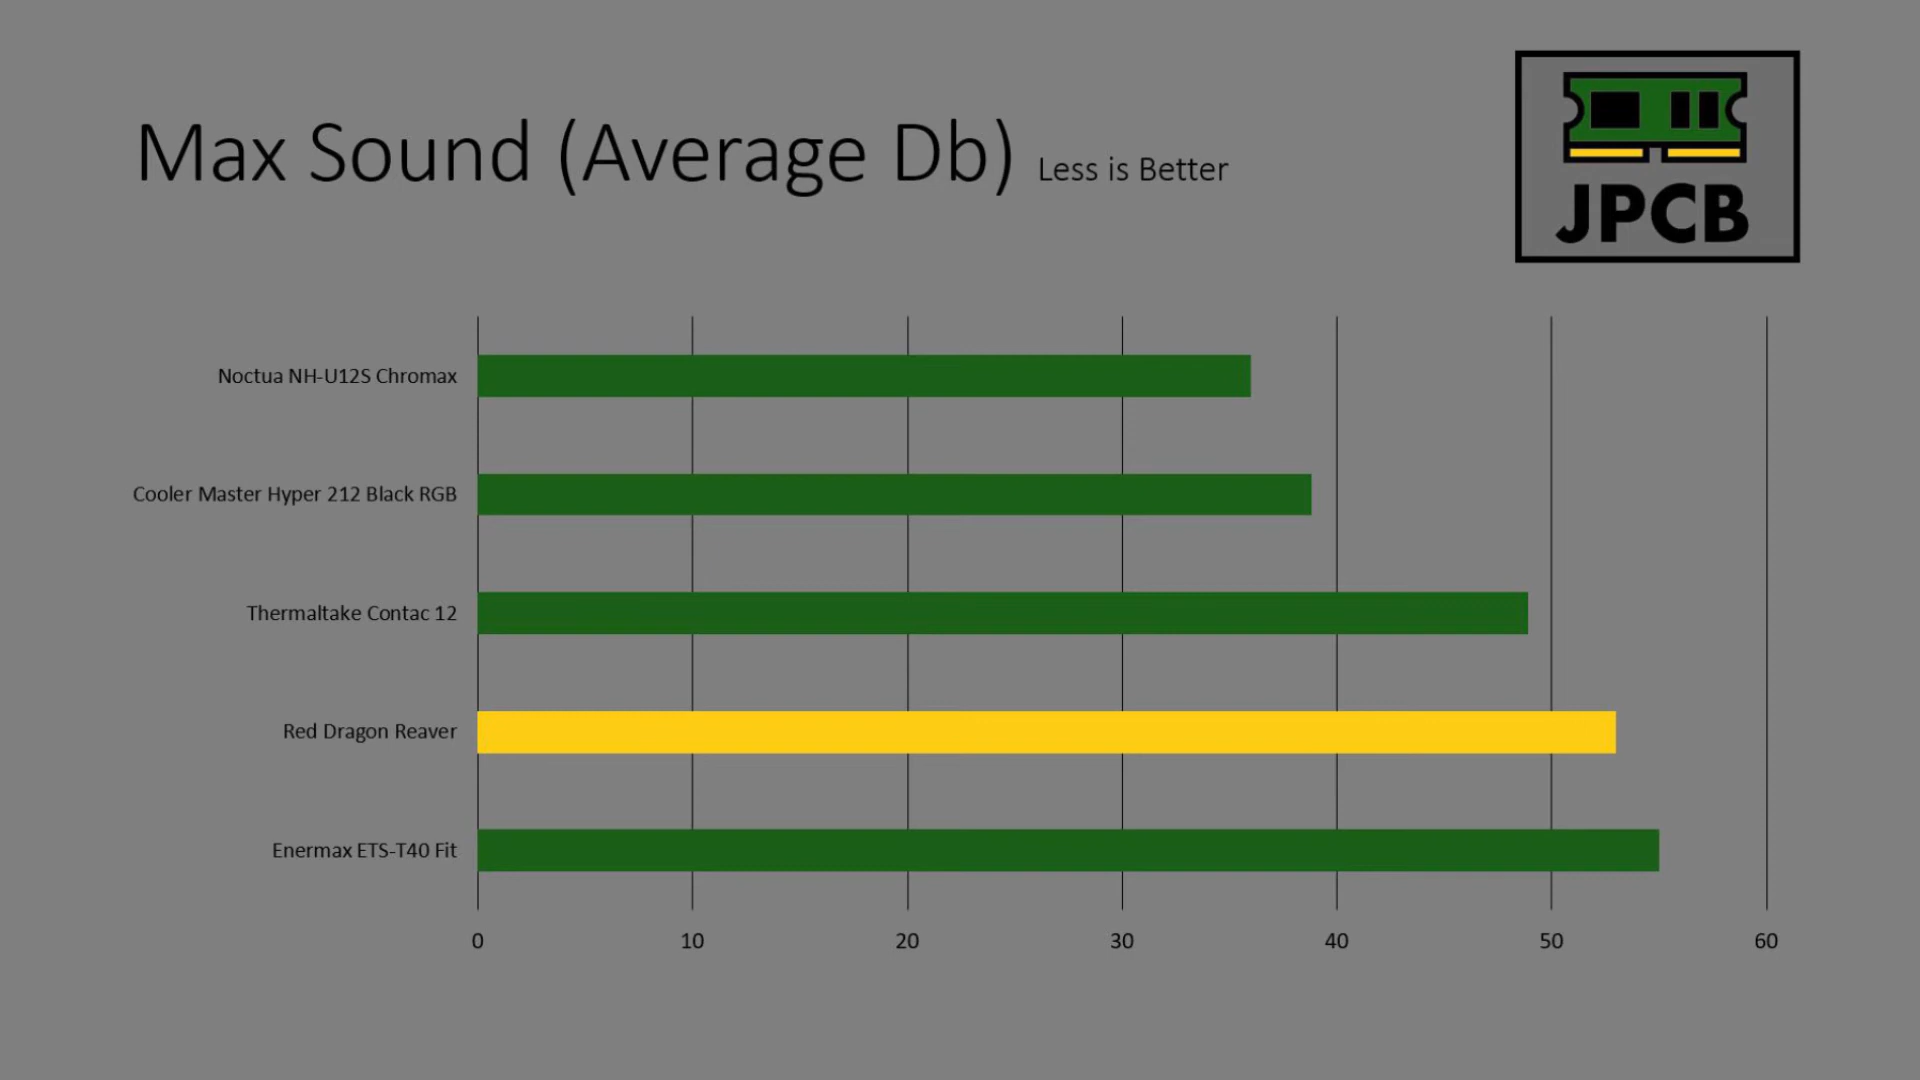 Max Sound (Average Db) Less is Better
JPCB
Noctua NH-U12S Chromax
Cooler Master Hyper 212 Black RGB
Thermaltake Contac 12
Red Dragon Reaver
Enermax ETS-T40 Fit
0 10 20 30 40 50 60